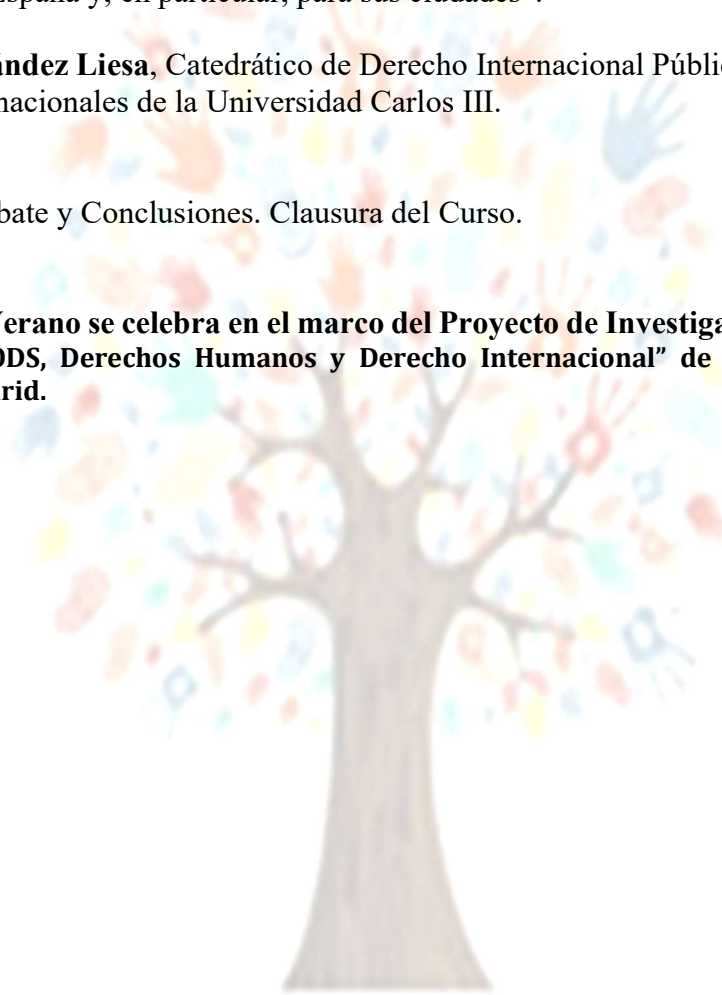 España y, en particular, para sus ciudades”.
ández Liesa, Catedrático de Derecho Internacional Públic
nacionales de la Universidad Carlos III.
bate y Conclusiones. Clausura del Curso.
Verano se celebra en el marco del Proyecto de Investiga
ODS, Derechos Humanos y Derecho Internacional” de
rid.